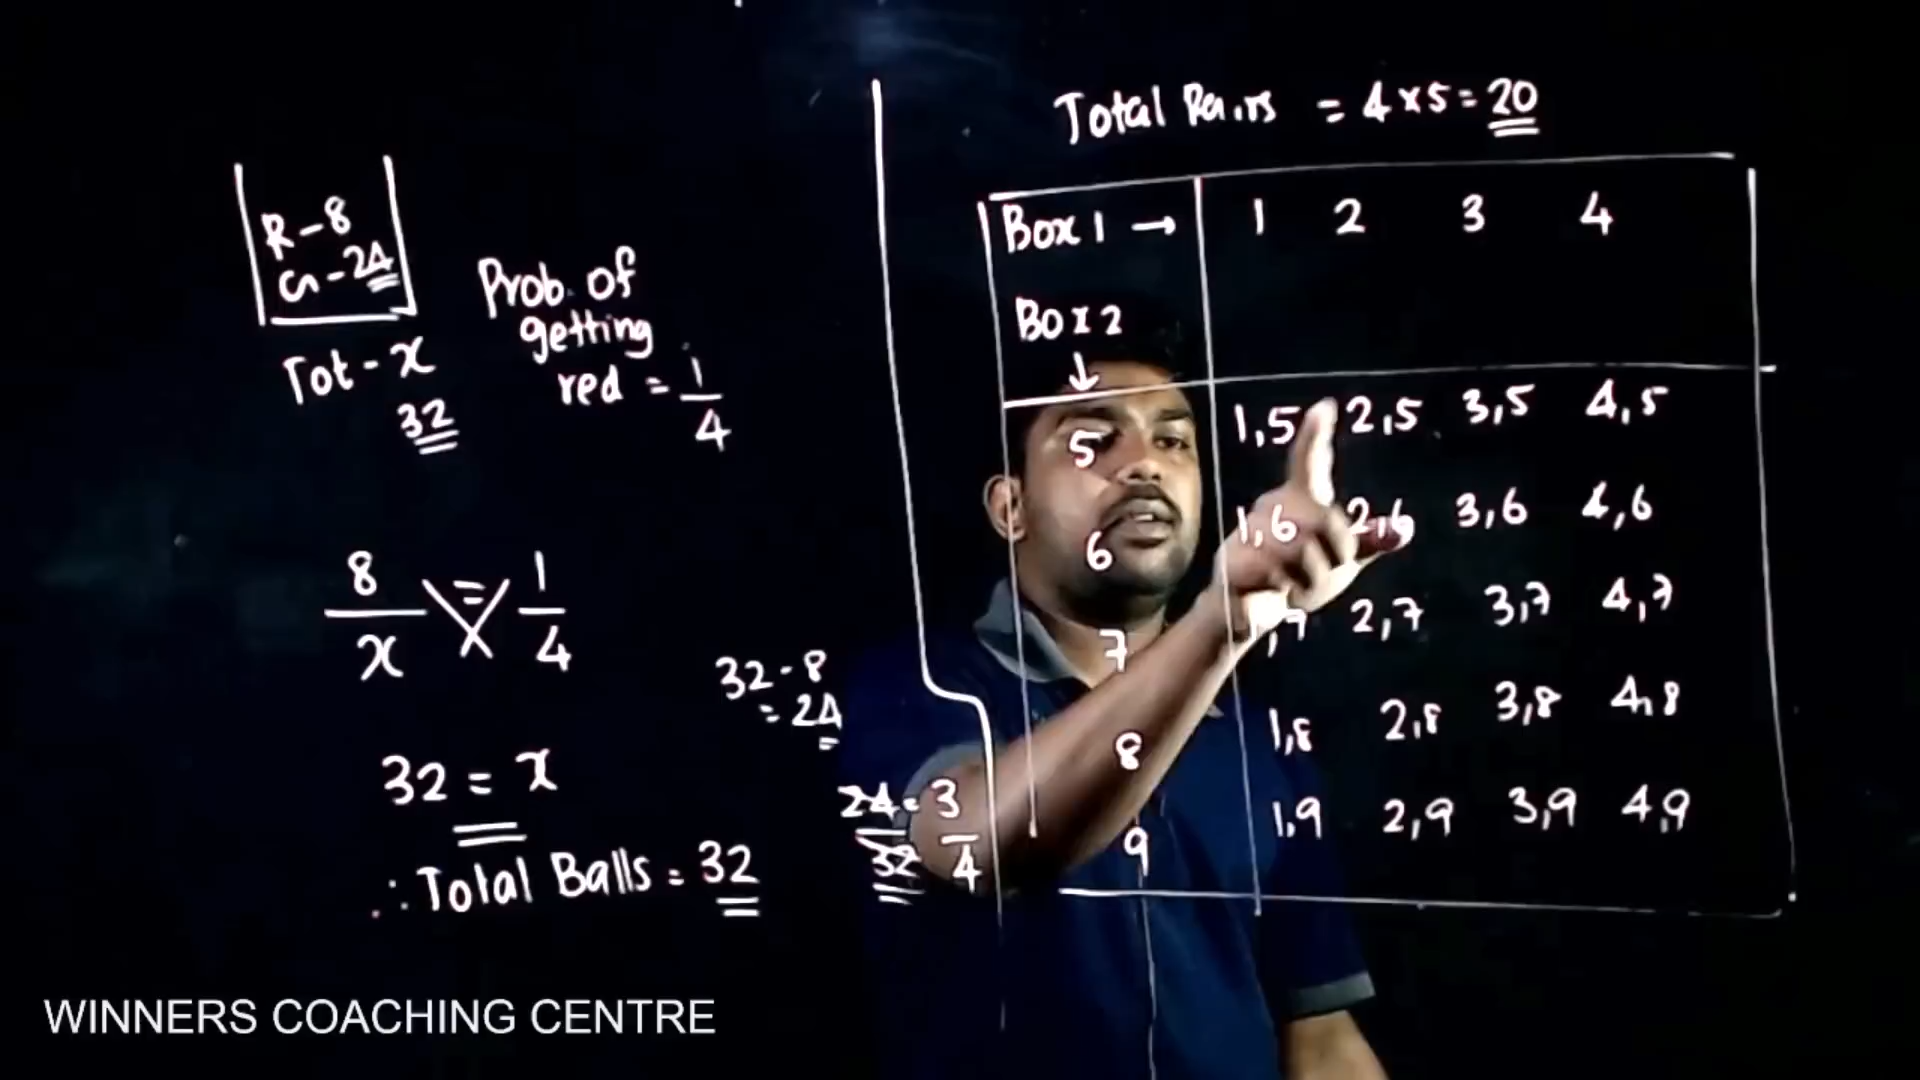 R-8
G-24
Tot - x
32
Prob. of
getting
red = 1/4
8/x = 1/4
32 = x
∴ Total Balls = 32
32-8
= 24
24/32 = 3/4
Total Pairs = 4 x 5 = 20
Box 1 → 1 2 3 4
Box 2
↓
5 1,5 2,5 3,5 4,5
6 1,6 2,6 3,6 4,6
7 ,7 2,7 3,7 4,7
8 1,8 2,8 3,8 4,8
9 1,9 2,9 3,9 4,9
WINNERS COACHING CENTRE